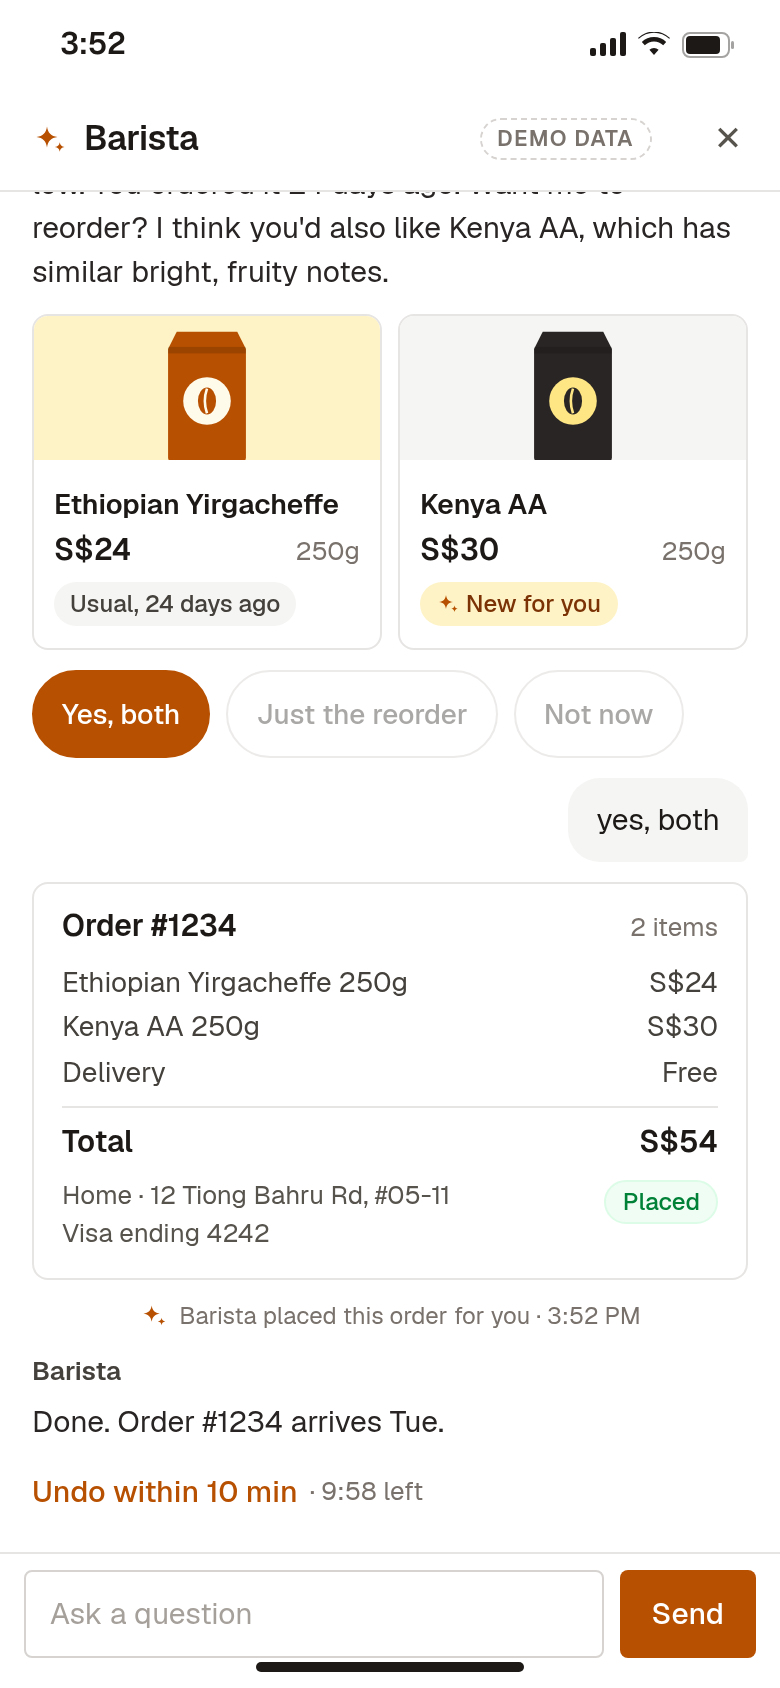 3:52
Barista
DEMO DATA
reorder? I think you'd also like Kenya AA, which has
similar bright, fruity notes.
Ethiopian Yirgacheffe
S$24 250g
Usual, 24 days ago
Kenya AA
S$30 250g
New for you
Yes, both
Just the reorder
Not now
yes, both
Order #1234 2 items
Ethiopian Yirgacheffe 250g S$24
Kenya AA 250g S$30
Delivery Free
Total S$54
Home · 12 Tiong Bahru Rd, #05-11
Placed
Visa ending 4242
Barista placed this order for you · 3:52 PM
Barista
Done. Order #1234 arrives Tue.
Undo within 10 min · 9:58 left
Ask a question
Send